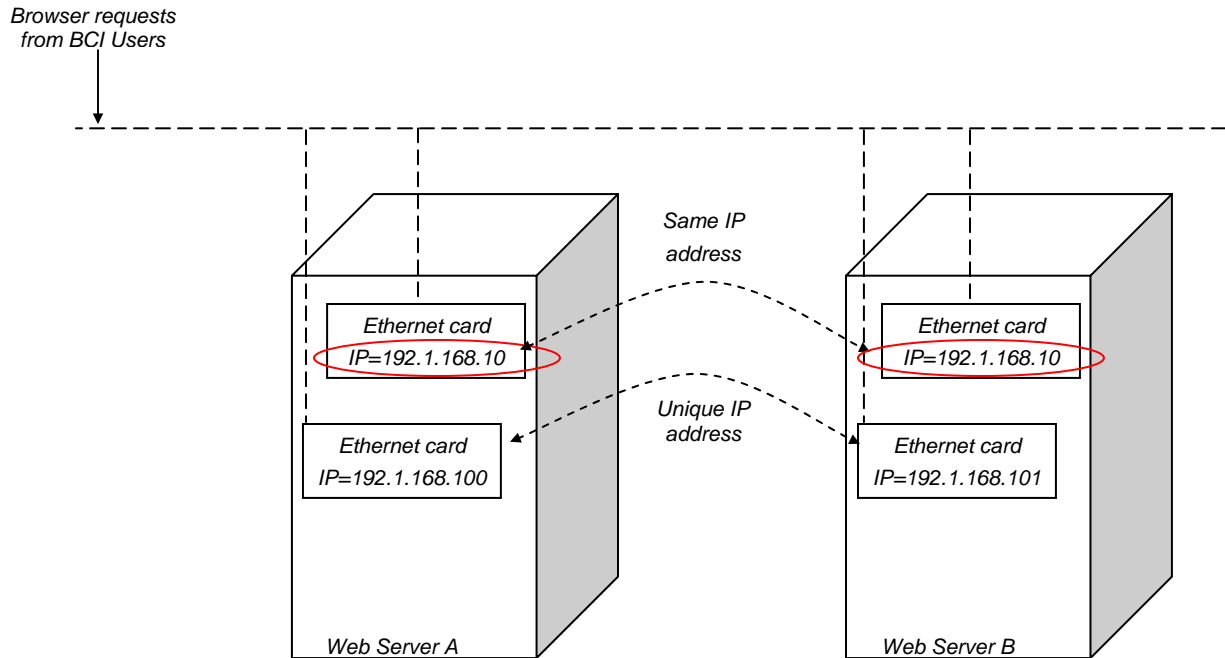 Browser requests
from BCI Users
Same IP
address
Ethernet card
IP=192.1.168.10
Ethernet card
IP=192.1.168.10
Unique IP
address
Ethernet card
IP=192.1.168.100
Ethernet card
IP=192.1.168.101
Web Server A
Web Server B